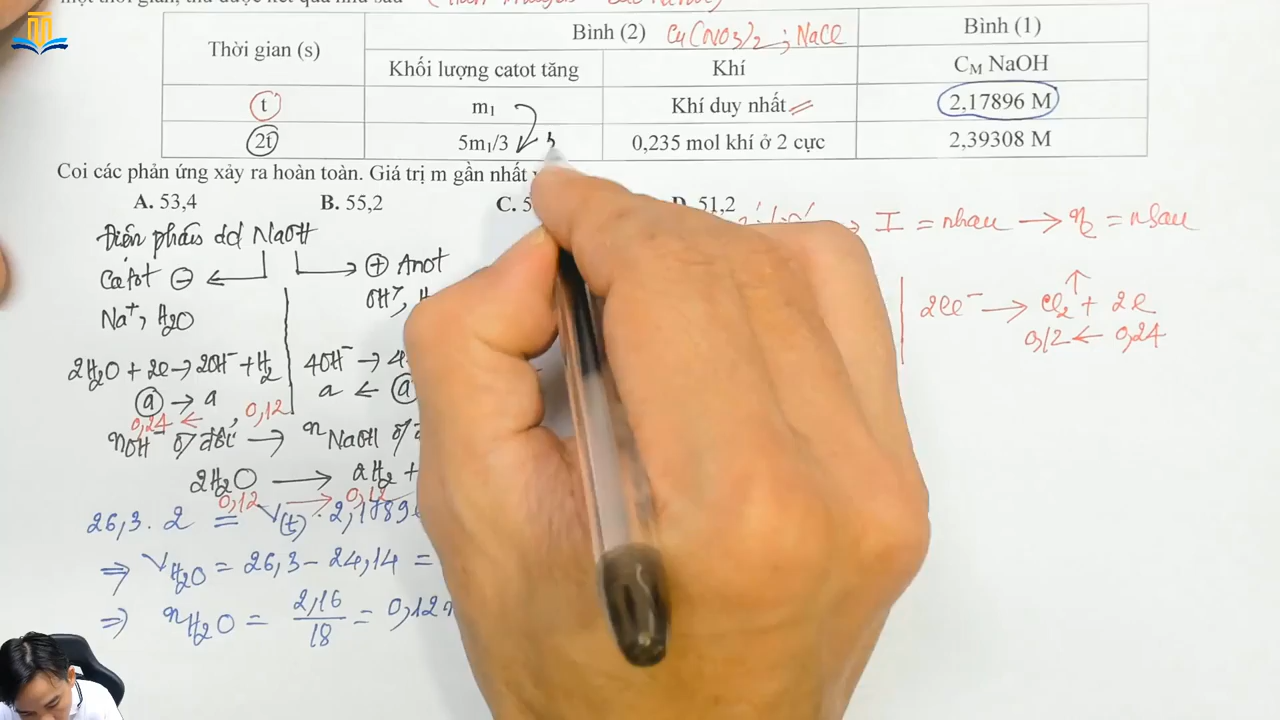 Thời gian (s) Bình (2) Cu(NO3)2 ; NaCl Bình (1)
Khối lượng catot tăng Khí CM NaOH
t m1 Khí duy nhất 2.17896 M
2t 5m1/3 0,235 mol khí ở 2 cực 2,39308 M
Coi các phản ứng xảy ra hoàn toàn. Giá trị m gần nhất
A. 53,4 B. 55,2 C. 5 D. 51,2
Điện phân dd NaOH
I = nhau → ne = nhau
Catot ⊖ ← → ⊕ Anot
Na+, H2O OH-,
2Cl- → Cl2 ↑ + 2e
0,12 ← 0,24
2H2O + 2e → 2OH- + H2 4OH- → 4
a → a a ← a
0,24 ← 0,12
nOH- → nNaOH
2H2O → 2H2 +
0,12 → 0,12
26,3 . 2 = V(t) . 2,1789
⇒ VH2O = 26,3 - 24,14 =
⇒ nH2O = 2,16 / 18 = 0,12